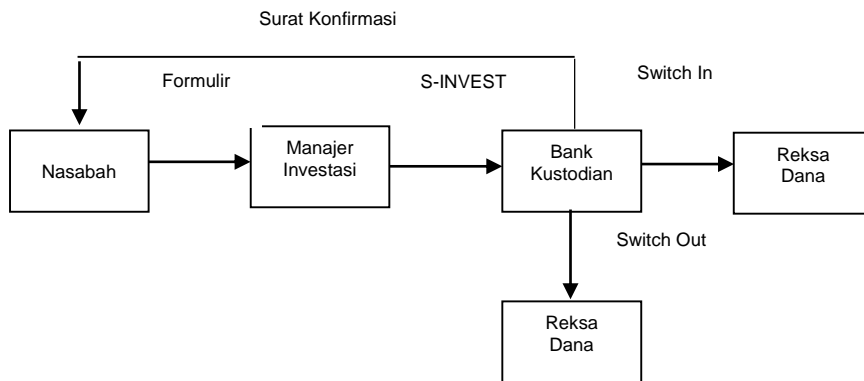 Surat Konfirmasi
Formulir
S-INVEST
Switch In
Nasabah
Manajer
Investasi
Bank
Kustodian
Reksa
Dana
Switch Out
Reksa
Dana